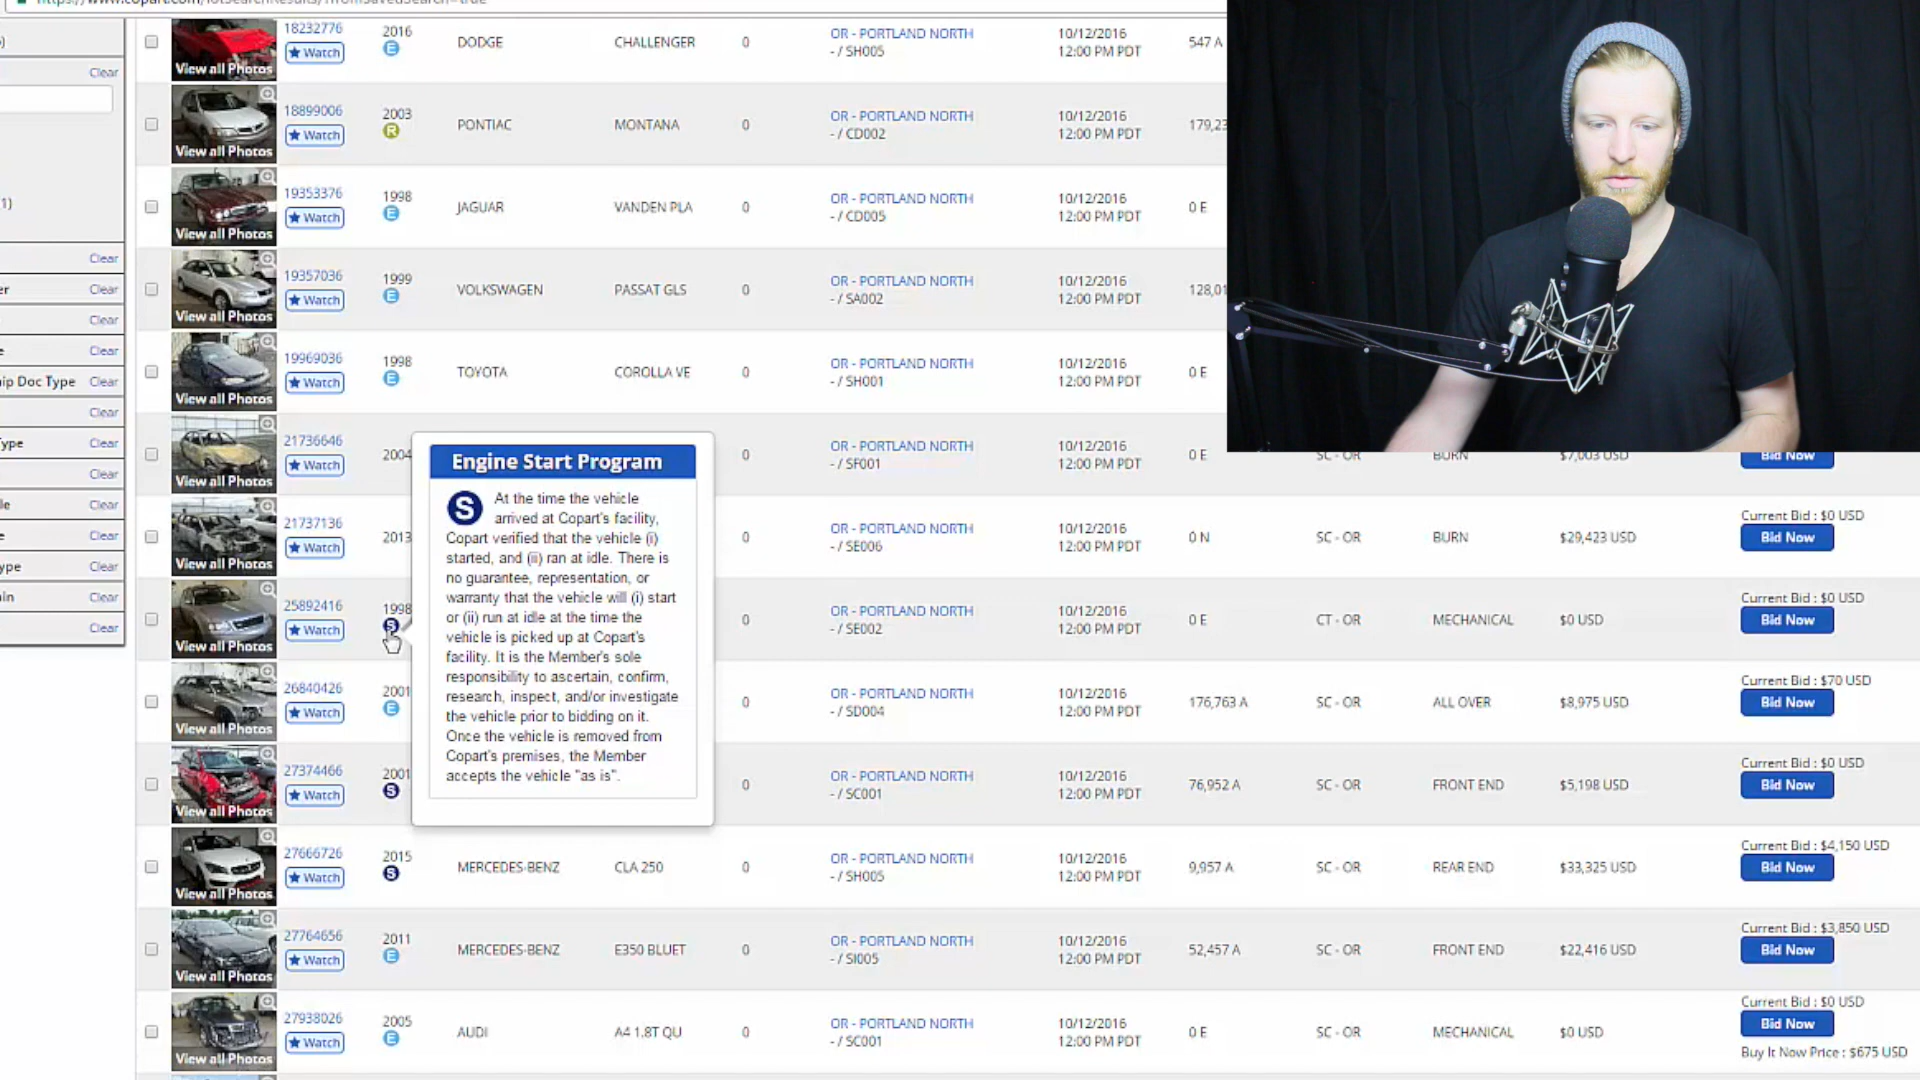 18232776
Watch
View all Photos
2016
E
DODGE
CHALLENGER
0
OR - PORTLAND NORTH
- / SH005
10/12/2016
12:00 PM PDT
547 A
18899006
Watch
View all Photos
2003
R
PONTIAC
MONTANA
0
OR - PORTLAND NORTH
- / CD002
10/12/2016
12:00 PM PDT
179,23
19353376
Watch
View all Photos
1998
E
JAGUAR
VANDEN PLA
0
OR - PORTLAND NORTH
- / CD005
10/12/2016
12:00 PM PDT
0 E
19357036
Watch
View all Photos
1999
E
VOLKSWAGEN
PASSAT GLS
0
OR - PORTLAND NORTH
- / SA002
10/12/2016
12:00 PM PDT
128,01
19969036
Watch
View all Photos
1998
E
TOYOTA
COROLLA VE
0
OR - PORTLAND NORTH
- / SH001
10/12/2016
12:00 PM PDT
0 E
21736646
Watch
View all Photos
2004
0
OR - PORTLAND NORTH
- / SF001
10/12/2016
12:00 PM PDT
0 E
SC - OR
BURN
$7,003 USD
Bid Now
21737136
Watch
View all Photos
2013
0
OR - PORTLAND NORTH
- / SE006
10/12/2016
12:00 PM PDT
0 N
SC - OR
BURN
$29,423 USD
Current Bid : $0 USD
Bid Now
25892416
Watch
View all Photos
1998
S
0
OR - PORTLAND NORTH
- / SE002
10/12/2016
12:00 PM PDT
0 E
CT - OR
MECHANICAL
$0 USD
Current Bid : $0 USD
Bid Now
26840426
Watch
View all Photos
2001
E
0
OR - PORTLAND NORTH
- / SD004
10/12/2016
12:00 PM PDT
176,763 A
SC - OR
ALL OVER
$8,975 USD
Current Bid : $70 USD
Bid Now
27374466
Watch
View all Photos
2001
S
0
OR - PORTLAND NORTH
- / SC001
10/12/2016
12:00 PM PDT
76,952 A
SC - OR
FRONT END
$5,198 USD
Current Bid : $0 USD
Bid Now
27666726
Watch
View all Photos
2015
S
MERCEDES-BENZ
CLA 250
0
OR - PORTLAND NORTH
- / SH005
10/12/2016
12:00 PM PDT
9,957 A
SC - OR
REAR END
$33,325 USD
Current Bid : $4,150 USD
Bid Now
27764656
Watch
View all Photos
2011
E
MERCEDES-BENZ
E350 BLUET
0
OR - PORTLAND NORTH
- / SI005
10/12/2016
12:00 PM PDT
52,457 A
SC - OR
FRONT END
$22,416 USD
Current Bid : $3,850 USD
Bid Now
27938026
Watch
View all Photos
2005
E
AUDI
A4 1.8T QU
0
OR - PORTLAND NORTH
- / SC001
10/12/2016
12:00 PM PDT
0 E
SC - OR
MECHANICAL
$0 USD
Current Bid : $0 USD
Bid Now
Buy It Now Price : $675 USD
Engine Start Program
S
At the time the vehicle
arrived at Copart's facility,
Copart verified that the vehicle (i)
started, and (ii) ran at idle. There is
no guarantee, representation, or
warranty that the vehicle will (i) start
or (ii) run at idle at the time the
vehicle is picked up at Copart's
facility. It is the Member's sole
responsibility to ascertain, confirm,
research, inspect, and/or investigate
the vehicle prior to bidding on it.
Once the vehicle is removed from
Copart's premises, the Member
accepts the vehicle "as is".
Clear
(1)
Clear
Clear
Clear
Clear
Doc Type
Clear
Clear
Clear
Clear
Clear
Clear
Clear
Clear
Clear